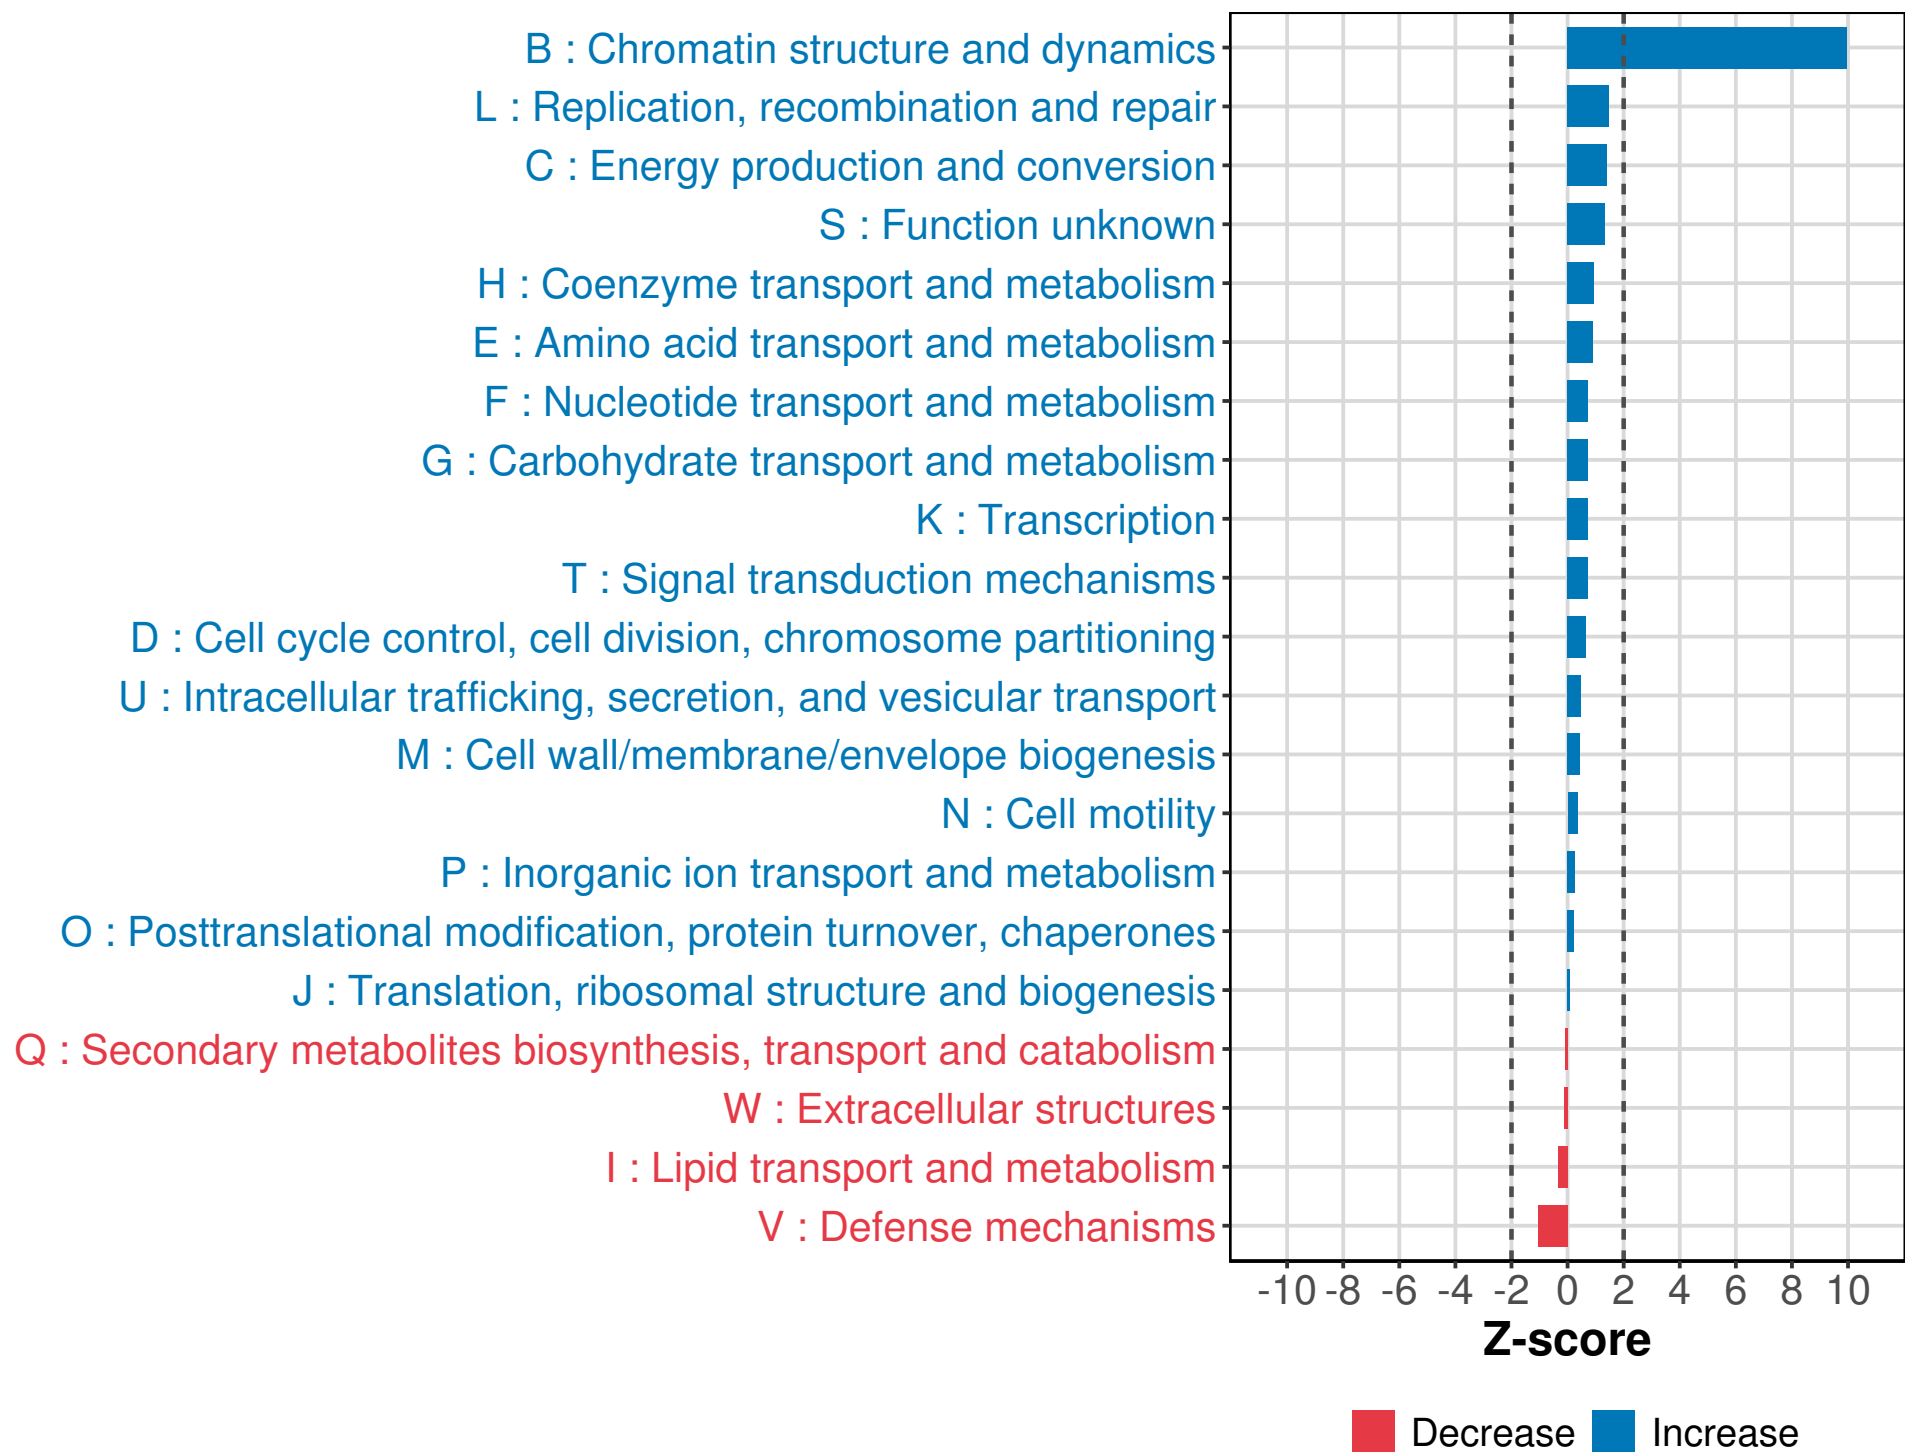 B : Chromatin structure and dynamics
L : Replication, recombination and repair
C : Energy production and conversion
S : Function unknown
H : Coenzyme transport and metabolism
E : Amino acid transport and metabolism
F : Nucleotide transport and metabolism
G : Carbohydrate transport and metabolism
K : Transcription
T : Signal transduction mechanisms
D : Cell cycle control, cell division, chromosome partitioning
U : Intracellular trafficking, secretion, and vesicular transport
M : Cell wall/membrane/envelope biogenesis
N : Cell motility
P : Inorganic ion transport and metabolism
O : Posttranslational modification, protein turnover, chaperones
J : Translation, ribosomal structure and biogenesis
Q : Secondary metabolites biosynthesis, transport and catabolism
W : Extracellular structures
I : Lipid transport and metabolism
V : Defense mechanisms
-10 -8 -6 -4 -2 0 2 4 6 8 10
Z-score
Decrease Increase